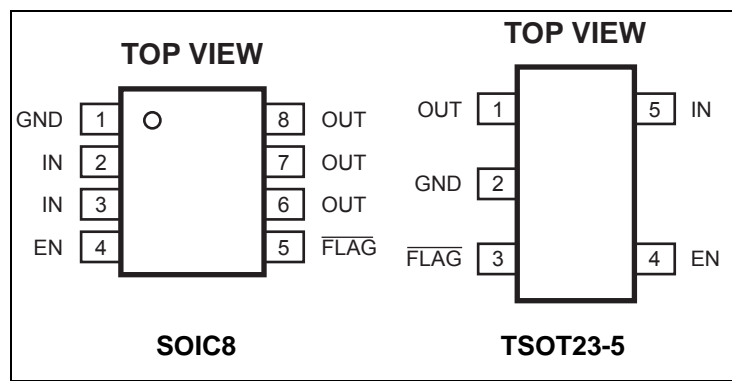 TOP VIEW
GND 1 8 OUT
IN 2 7 OUT
IN 3 6 OUT
EN 4 5 FLAG
SOIC8
TOP VIEW
OUT 1 5 IN
GND 2
FLAG 3 4 EN
TSOT23-5